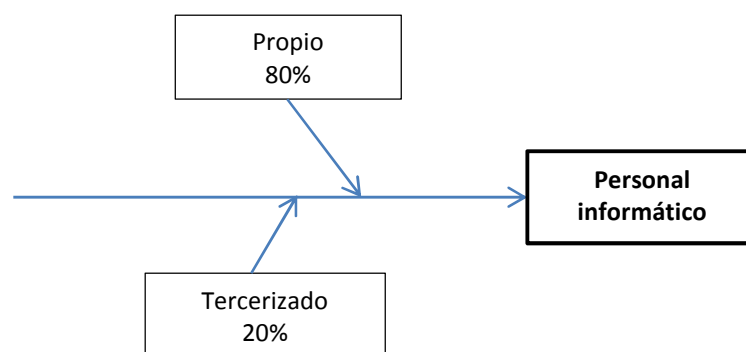 Propio
80%
Personal
informático
Tercerizado
20%